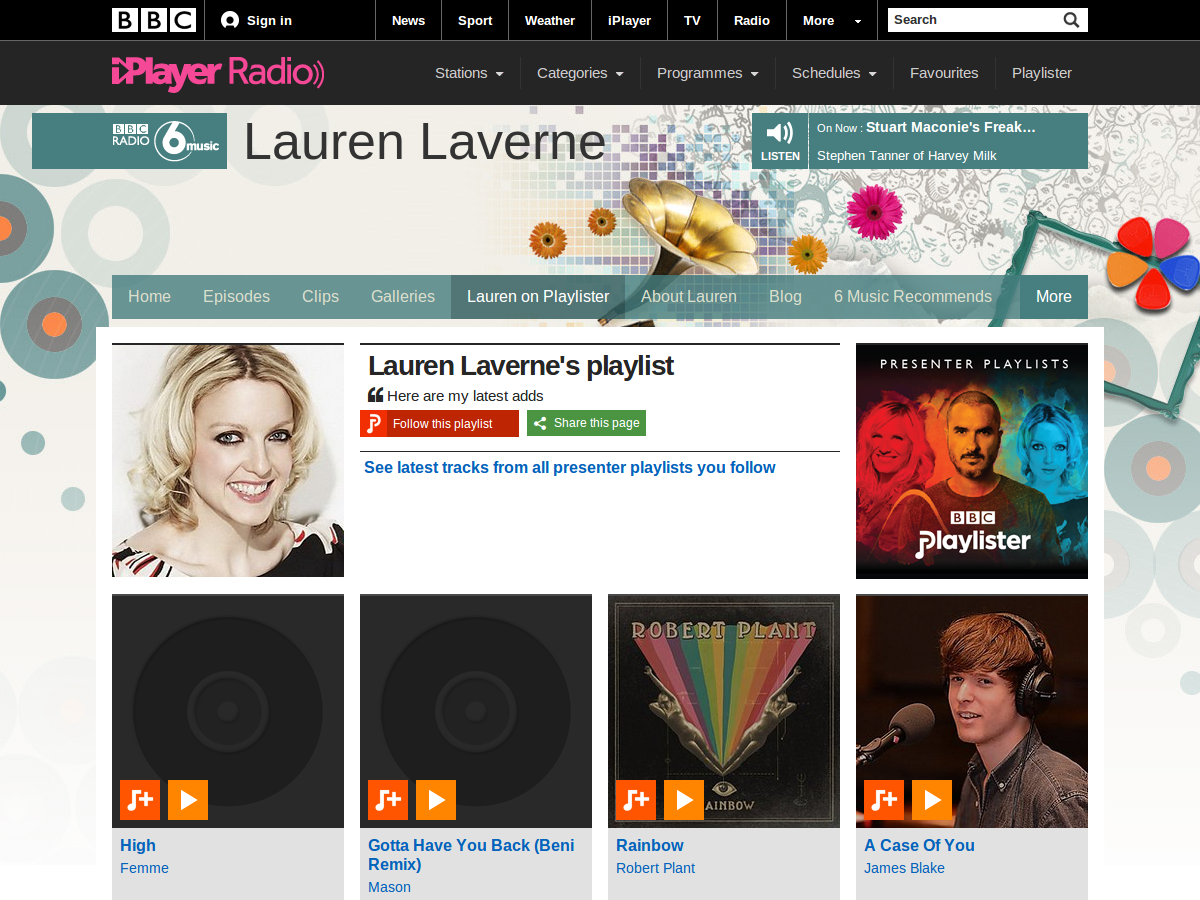 BBC
Sign in
News
Sport
Weather
iPlayer
TV
Radio
More
Search
iPlayer Radio
Stations
Categories
Programmes
Schedules
Favourites
Playlister
BBC
RADIO 6 music
Lauren Laverne
LISTEN
On Now : Stuart Maconie's Freak…
Stephen Tanner of Harvey Milk
Home
Episodes
Clips
Galleries
Lauren on Playlister
About Lauren
Blog
6 Music Recommends
More
Lauren Laverne's playlist
Here are my latest adds
Follow this playlist
Share this page
See latest tracks from all presenter playlists you follow
PRESENTER PLAYLISTS
BBC
Playlister
ROBERT PLANT
RAINBOW
High
Femme
Gotta Have You Back (Beni
Remix)
Mason
Rainbow
Robert Plant
A Case Of You
James Blake